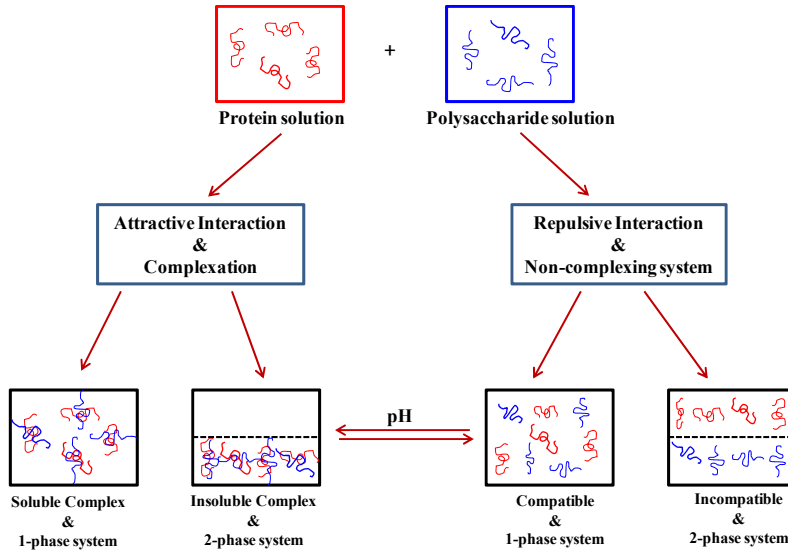 +
Protein solution
Polysaccharide solution
Attractive Interaction
&
Complexation
Repulsive Interaction
&
Non-complexing system
pH
Soluble Complex
&
1-phase system
Insoluble Complex
&
2-phase system
Compatible
&
1-phase system
Incompatible
&
2-phase system